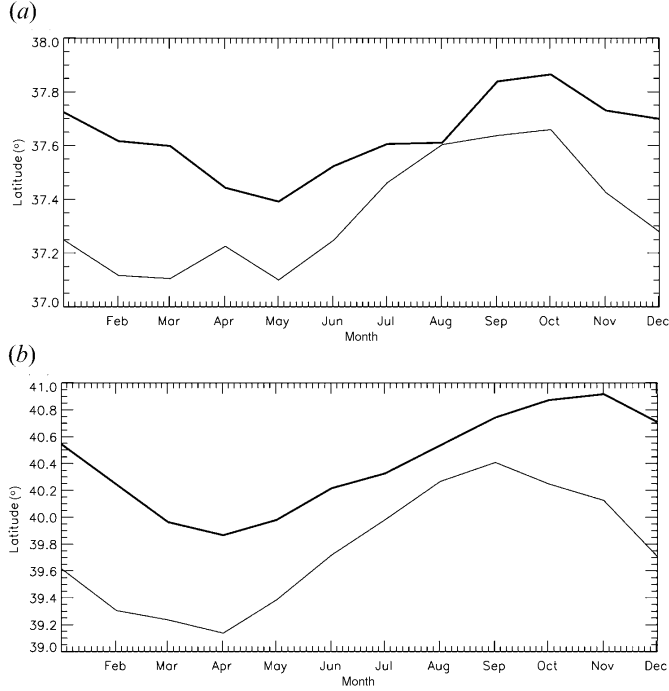 (a)
38.0
37.8
37.6
37.4
37.2
37.0
Latitude (°)
Feb Mar Apr May Jun Jul Aug Sep Oct Nov Dec
Month
(b)
41.0
40.8
40.6
40.4
40.2
40.0
39.8
39.6
39.4
39.2
39.0
Latitude (°)
Feb Mar Apr May Jun Jul Aug Sep Oct Nov Dec
Month